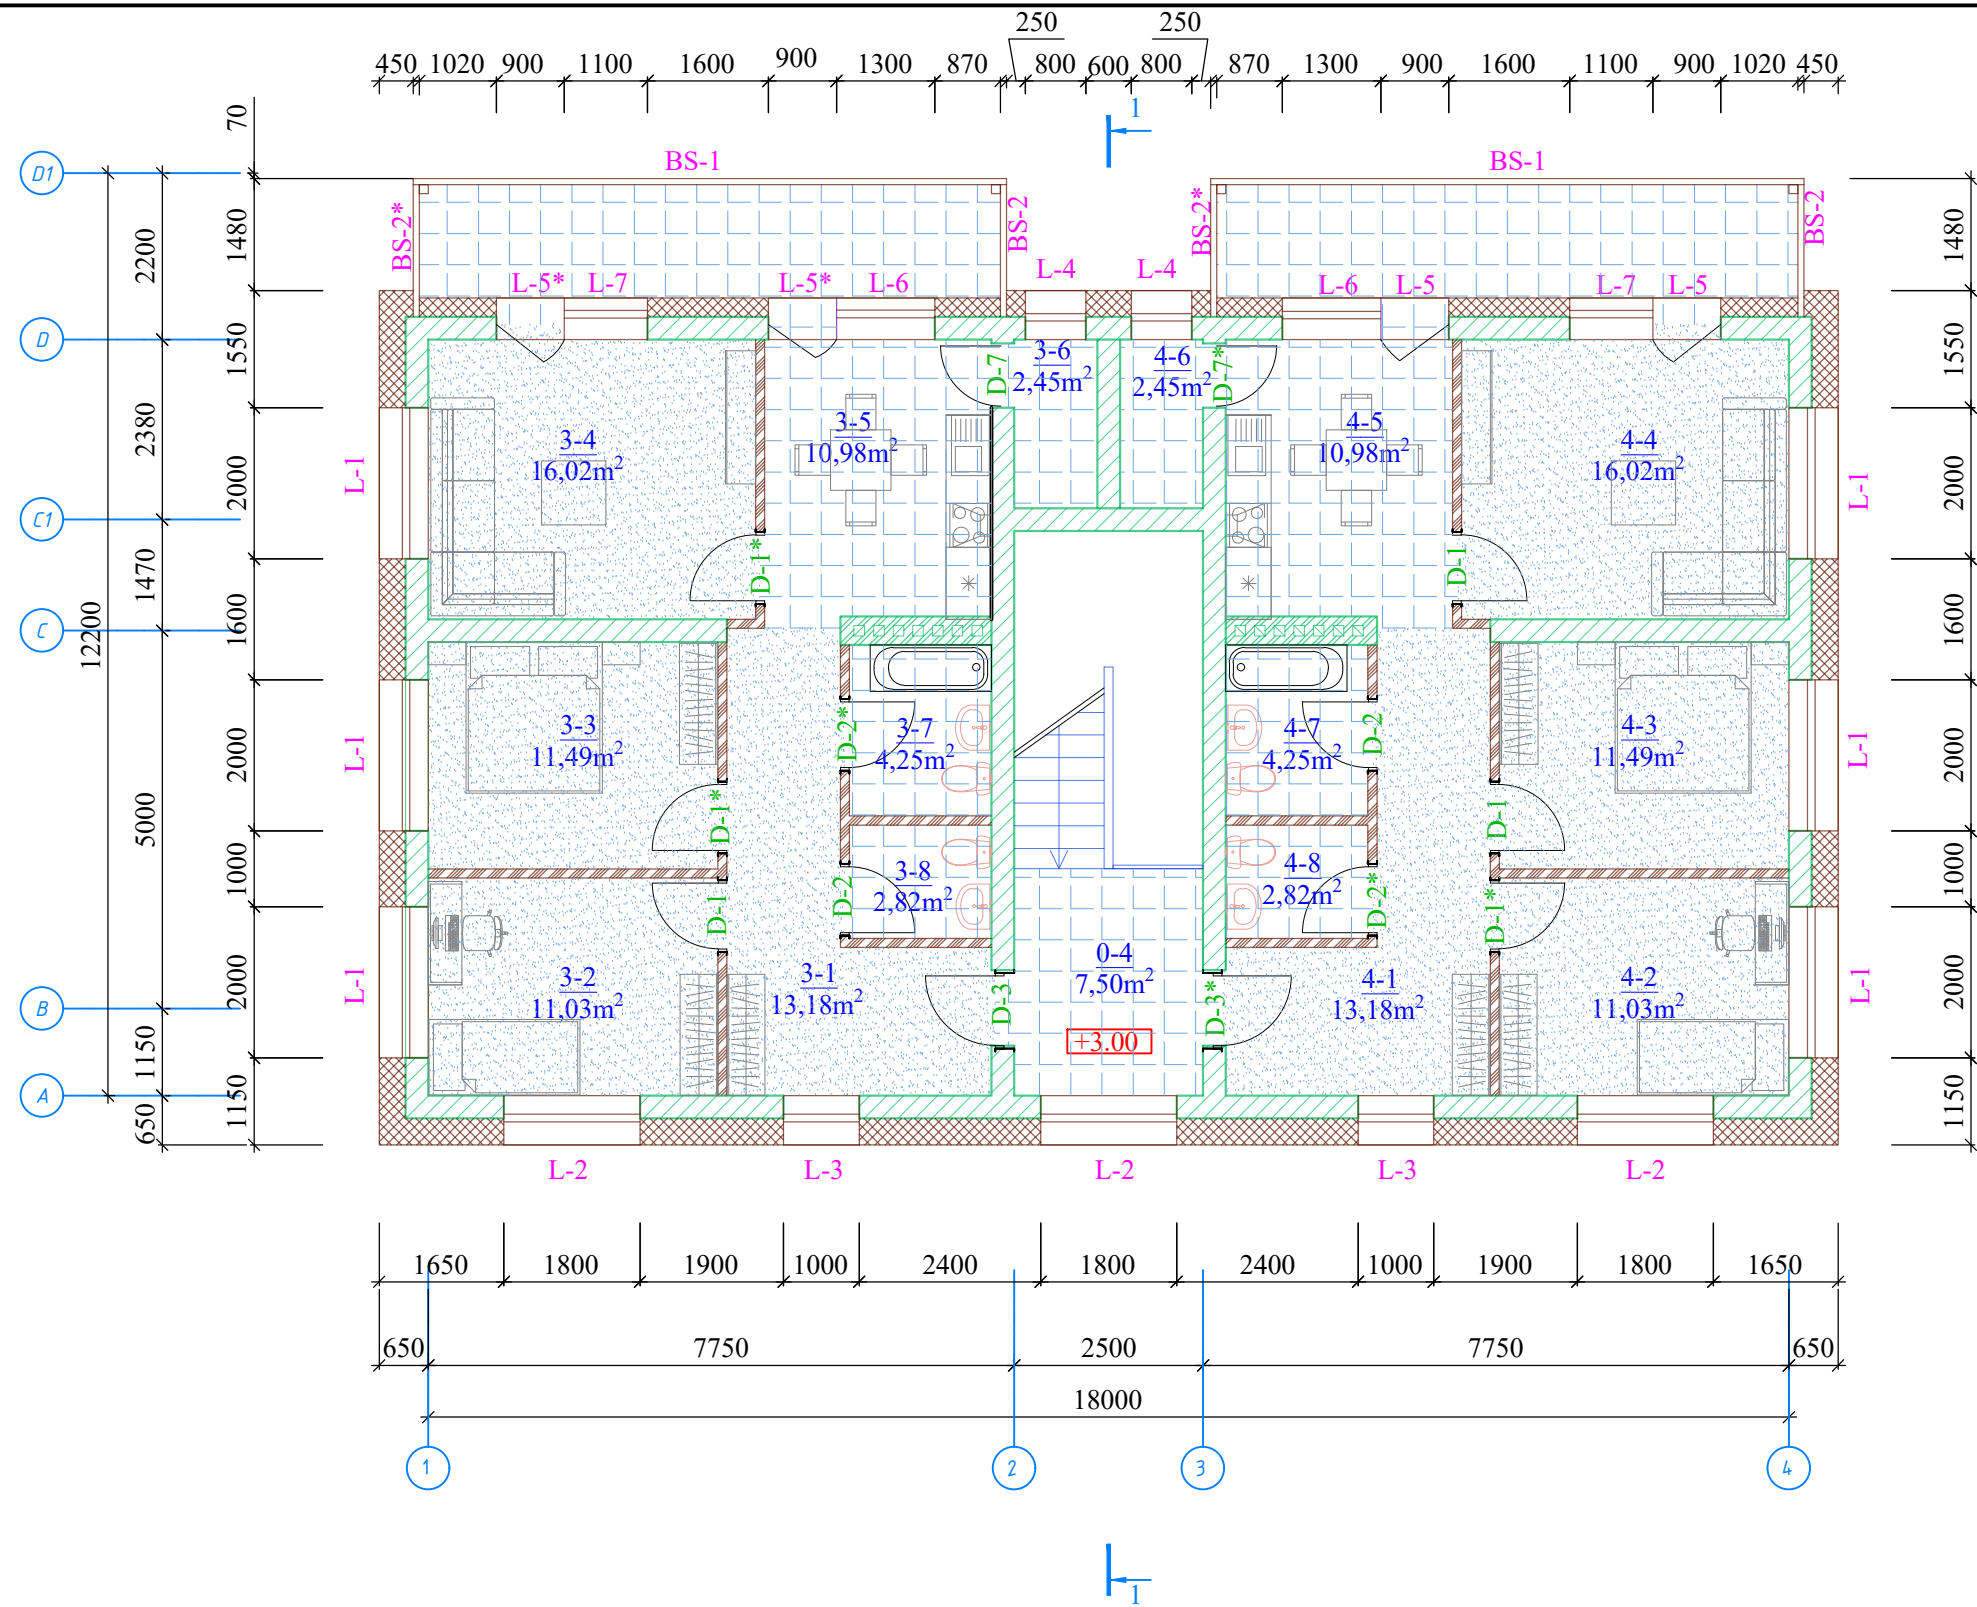 250 250
450 1020 900 1100 1600 900 1300 870 800 600 800 870 1300 900 1600 1100 900 1020 450
1
70
D1
BS-1 BS-1
BS-2* BS-2 BS-2* BS-2
2200 1480 1480
L-5* L-7 L-5* L-6 L-4 L-4 L-6 L-5 L-7 L-5
D
1550 1550
D-7 3-6 4-6 D-7*
2,45m² 2,45m²
2380
3-4 3-5 4-5 4-4
16,02m² 10,98m² 10,98m² 16,02m²
L-1 L-1
2000 2000
C1
1470
D-1* D-1
12200 1600 1600
C
3-3 3-7 4-7 4-3
11,49m² 4,25m² 4,25m² 11,49m²
D-2* D-2
L-1 L-1
2000 2000
5000
D-1* D-1
1000 1000
3-8 4-8
2,82m² 2,82m²
D-1 D-2 D-2* D-1*
3-2 3-1 0-4 4-1 4-2
11,03m² 13,18m² 7,50m² 13,18m² 11,03m²
L-1 L-1
2000 2000
D-3 D-3*
B
+3.00
1150
A
650 1150 1150
L-2 L-3 L-2 L-3 L-2
1650 1800 1900 1000 2400 1800 2400 1000 1900 1800 1650
650 7750 2500 7750 650
18000
1 2 3 4
1